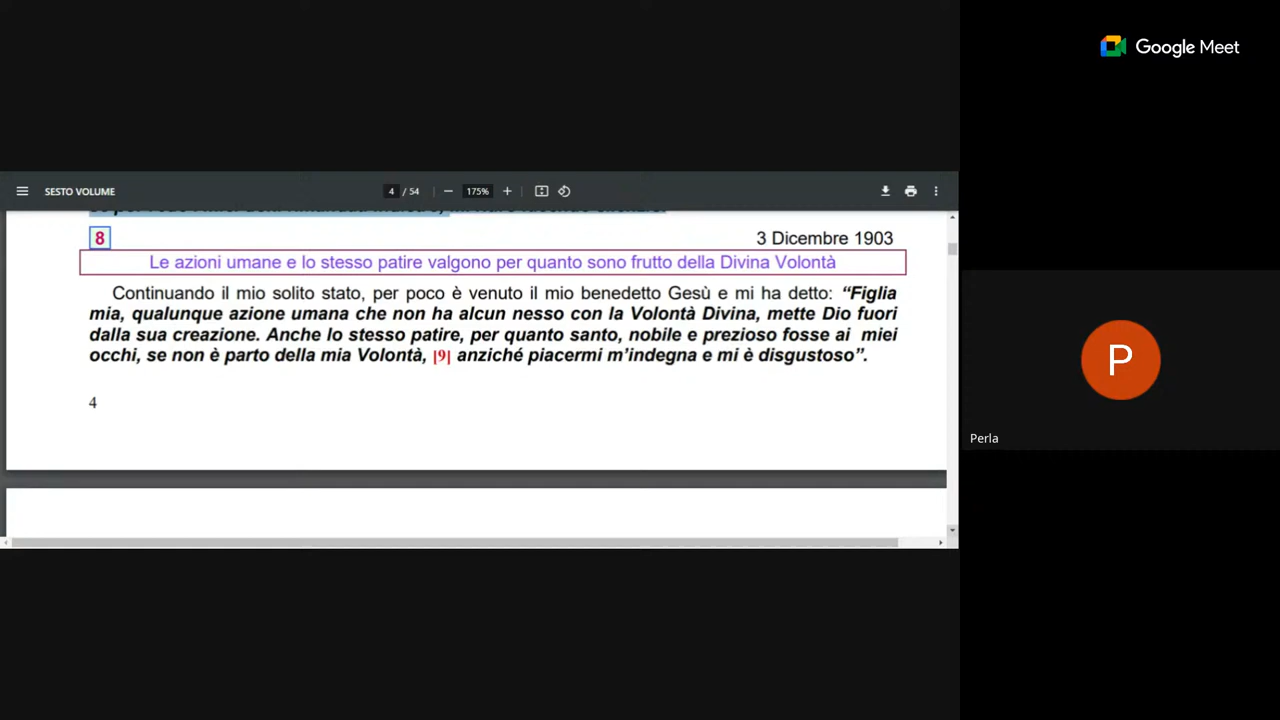 Google Meet
SESTO VOLUME
4 / 54
175%
8
3 Dicembre 1903
Le azioni umane e lo stesso patire valgono per quanto sono frutto della Divina Volontà
Continuando il mio solito stato, per poco è venuto il mio benedetto Gesù e mi ha detto: “Figlia
mia, qualunque azione umana che non ha alcun nesso con la Volontà Divina, mette Dio fuori
dalla sua creazione. Anche lo stesso patire, per quanto santo, nobile e prezioso fosse ai miei
occhi, se non è parto della mia Volontà, |9| anziché piacermi m’indegna e mi è disgustoso”.
4
P
Perla